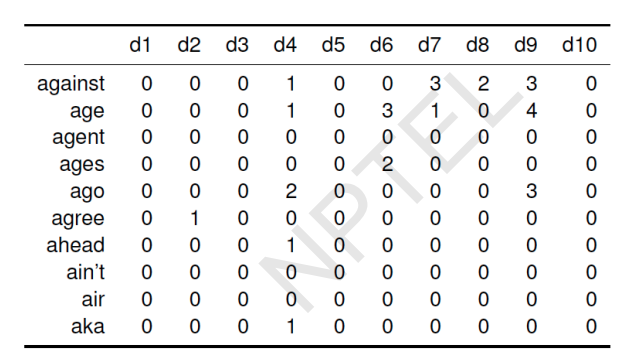 d1 d2 d3 d4 d5 d6 d7 d8 d9 d10
against 0 0 0 1 0 0 3 2 3 0
age 0 0 0 1 0 3 1 0 4 0
agent 0 0 0 0 0 0 0 0 0 0
ages 0 0 0 0 0 2 0 0 0 0
ago 0 0 0 2 0 0 0 0 3 0
agree 0 1 0 0 0 0 0 0 0 0
ahead 0 0 0 1 0 0 0 0 0 0
ain't 0 0 0 0 0 0 0 0 0 0
air 0 0 0 0 0 0 0 0 0 0
aka 0 0 0 1 0 0 0 0 0 0
NPTEL